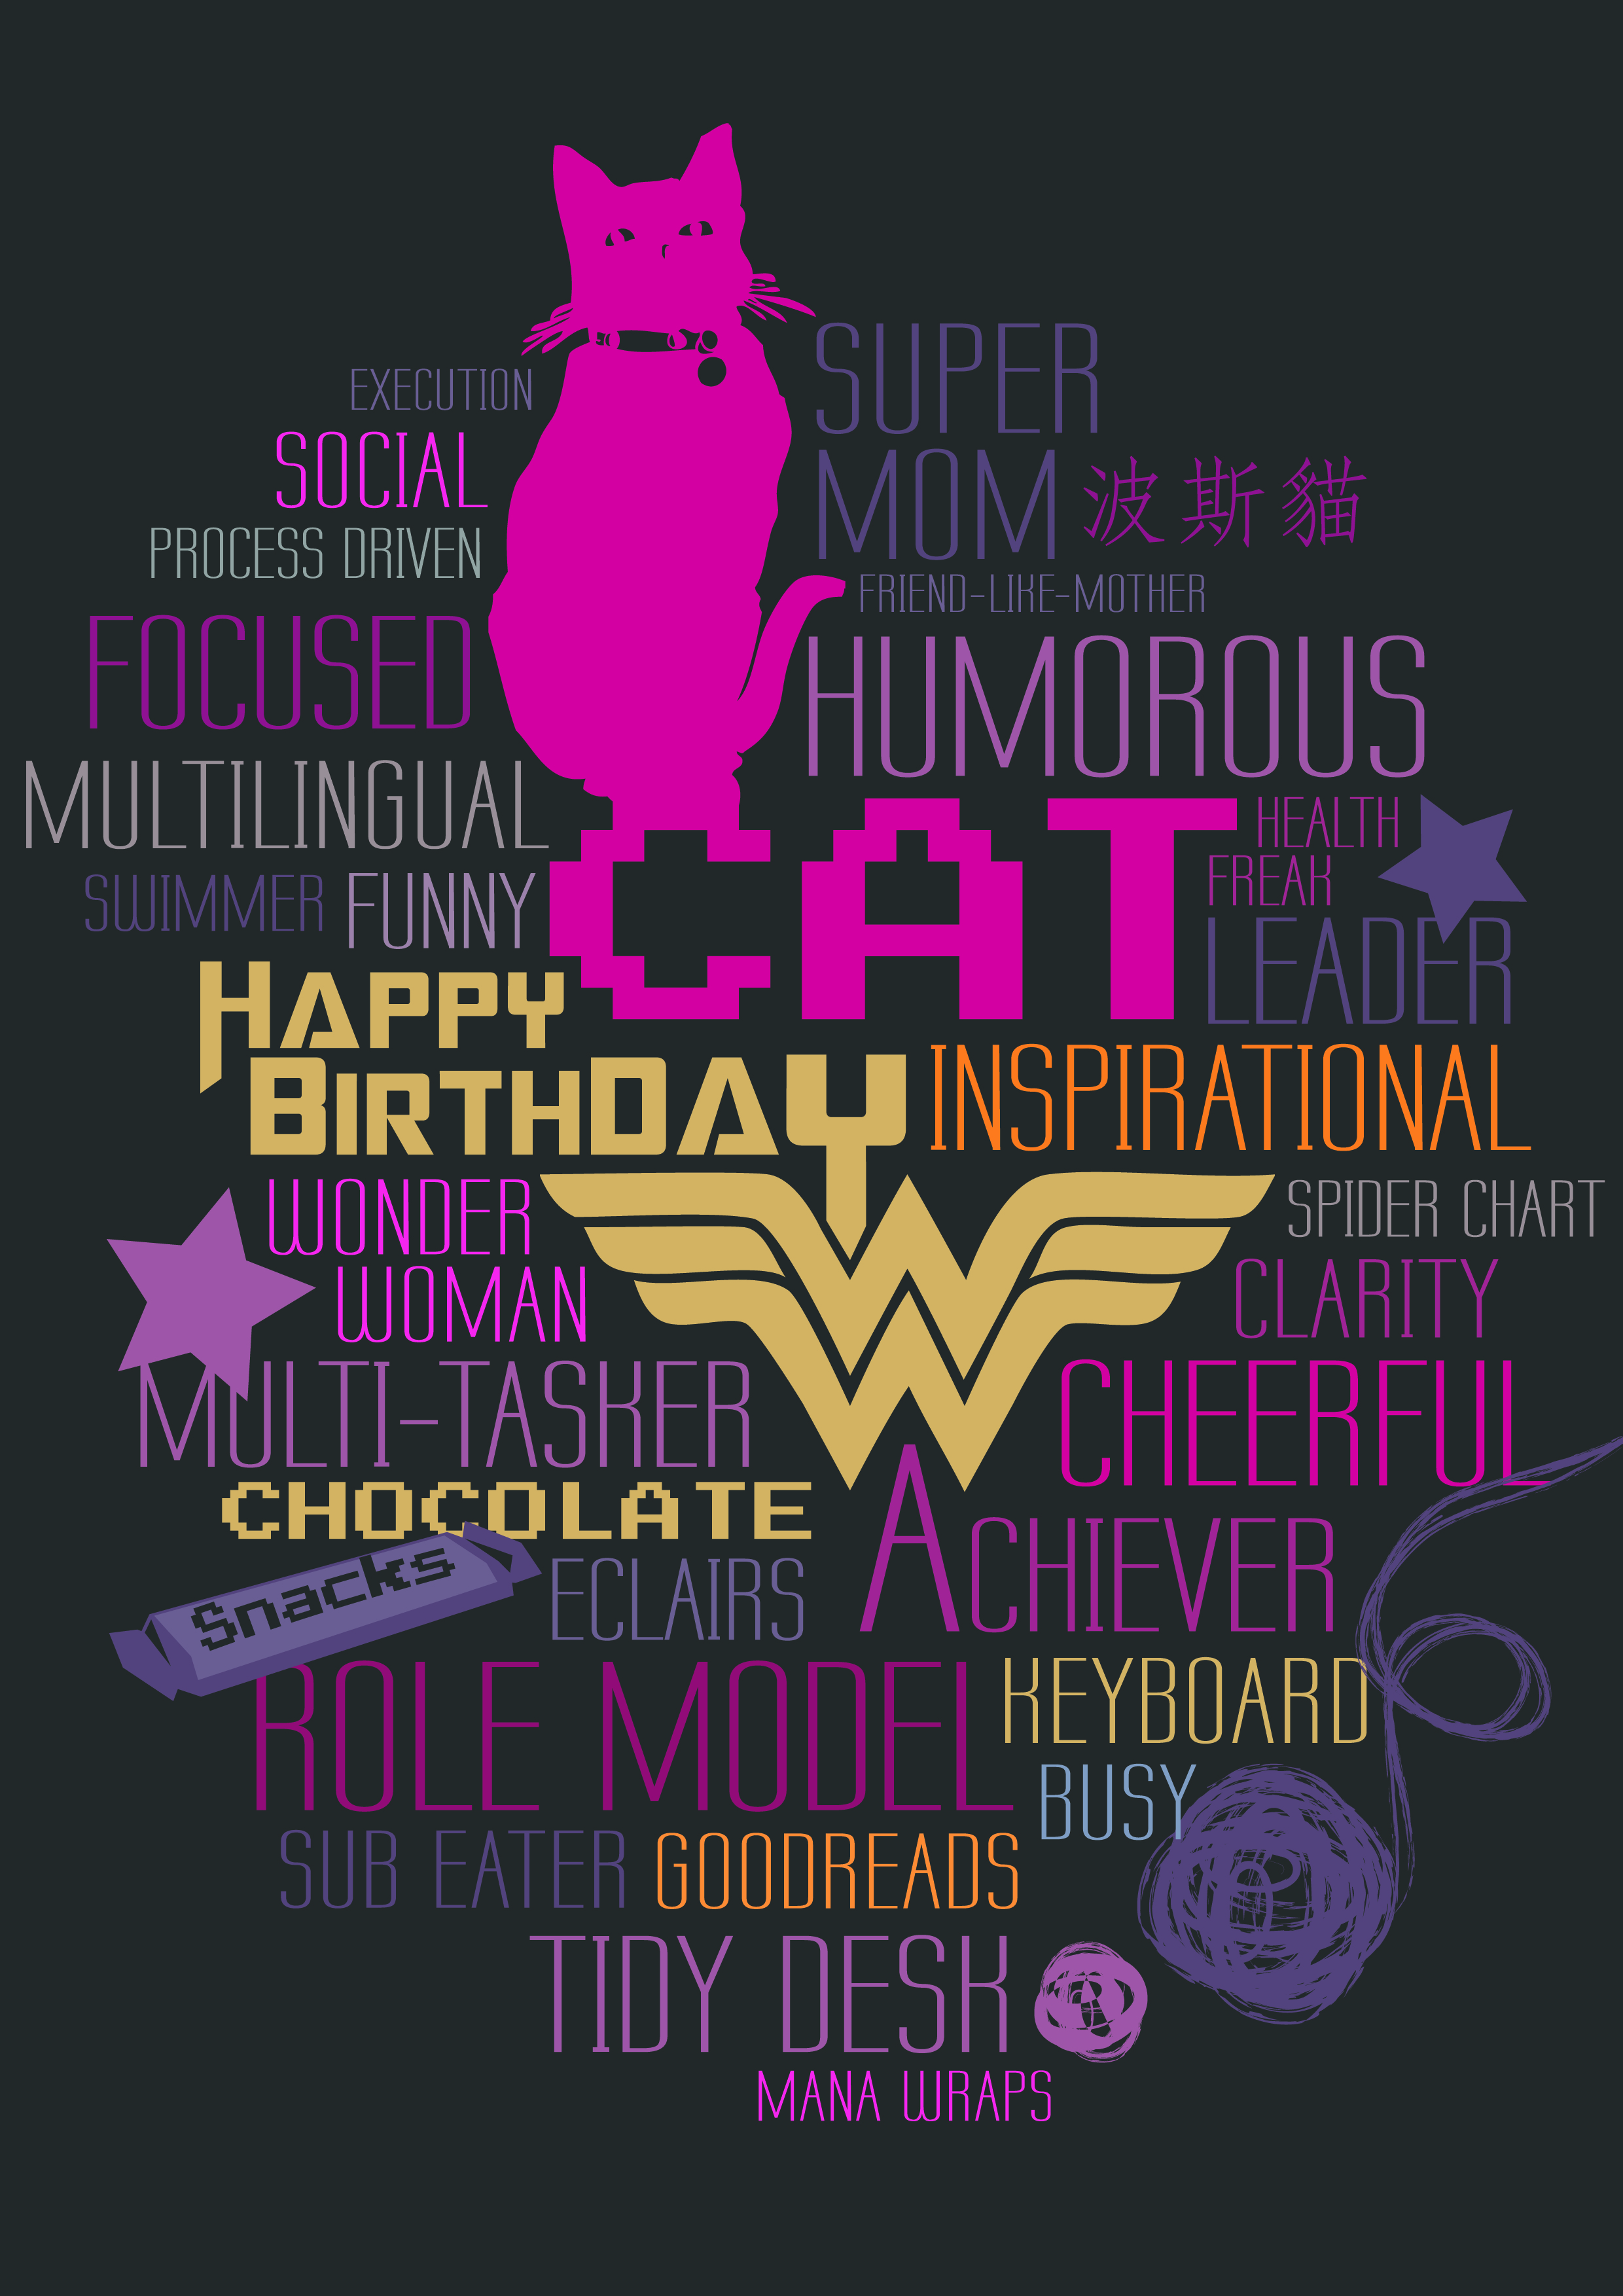 EXECUTION
SUPER
SOCIAL
MOM 波斯貓
PROCESS DRIVEN
FRIEND-LIKE-MOTHER
FOCUSED
HUMOROUS
MULTILINGUAL
CAT
HEALTH
FREAK
SWIMMER FUNNY
LEADER
HAPPY
BIRTHDAY
INSPIRATIONAL
WONDER
WOMAN
SPIDER CHART
CLARITY
MULTI-TASKER
CHEERFUL
CHOCOLATE
ACHIEVER
Snacks
ECLAIRS
ROLE MODEL
KEYBOARD
BUSY
SUB EATER GOODREADS
TIDY DESK
MANA WRAPS